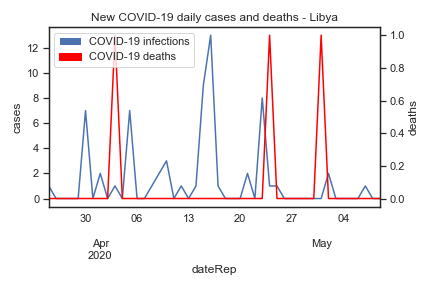 New COVID-19 daily cases and deaths - Libya
COVID-19 infections
COVID-19 deaths
cases
12
10
8
6
4
2
0
deaths
1.0
0.8
0.6
0.4
0.2
0.0
30 06 13 20 27 04
Apr May
2020
dateRep